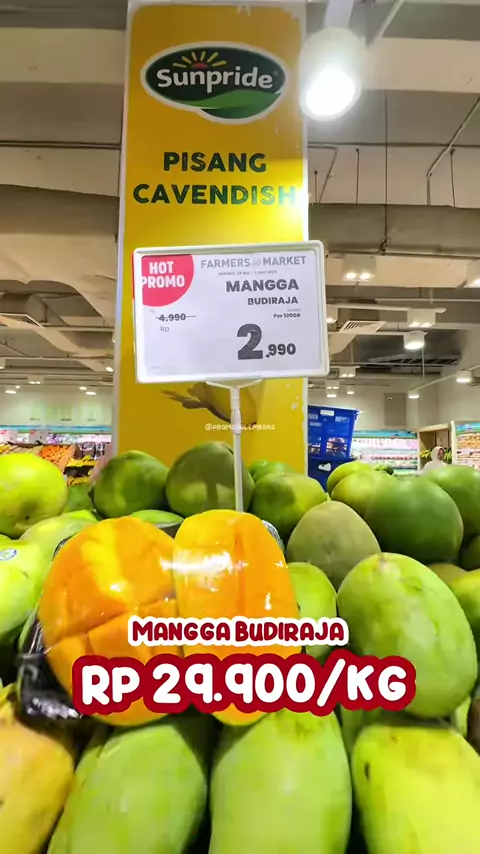 Sunpride
PISANG
CAVENDISH
HOT
PROMO
FARMERS MARKET
MANGGA
BUDIRAJA
4.990
Per 100GR
Rp
2.990
MANGGA BUDIRAJA
RP 29.900/KG